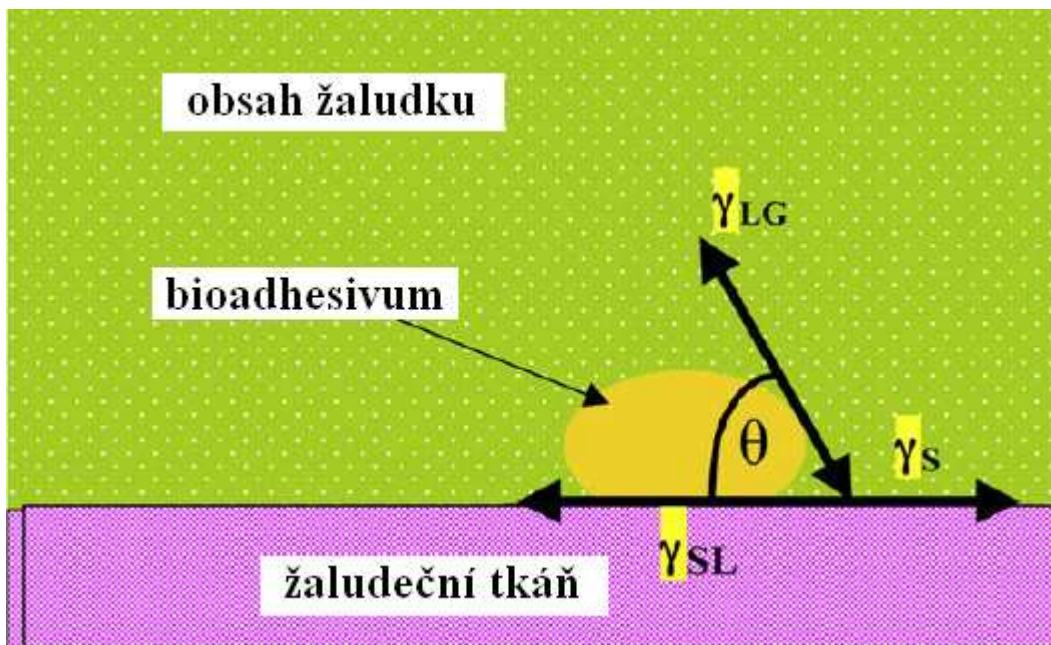 obsah žaludku
γLG
bioadhesivum
θ
γS
γSL
žaludeční tkáň